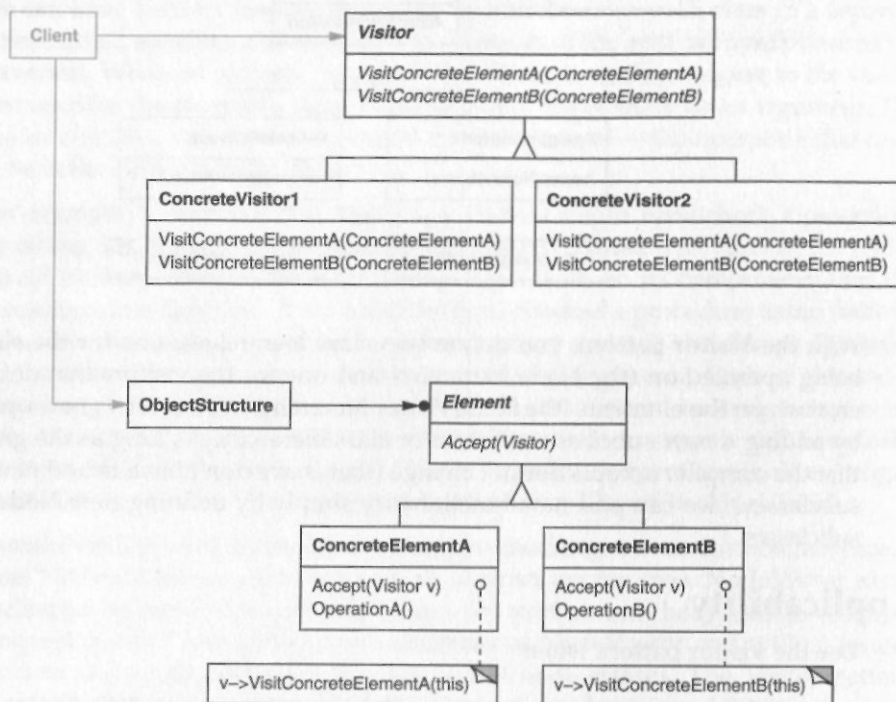 Client
Visitor
VisitConcreteElementA(ConcreteElementA)
VisitConcreteElementB(ConcreteElementB)
ConcreteVisitor1
VisitConcreteElementA(ConcreteElementA)
VisitConcreteElementB(ConcreteElementB)
ConcreteVisitor2
VisitConcreteElementA(ConcreteElementA)
VisitConcreteElementB(ConcreteElementB)
ObjectStructure
Element
Accept(Visitor)
ConcreteElementA
Accept(Visitor v)
OperationA()
ConcreteElementB
Accept(Visitor v)
OperationB()
v-->VisitConcreteElementA(this)
v-->VisitConcreteElementB(this)